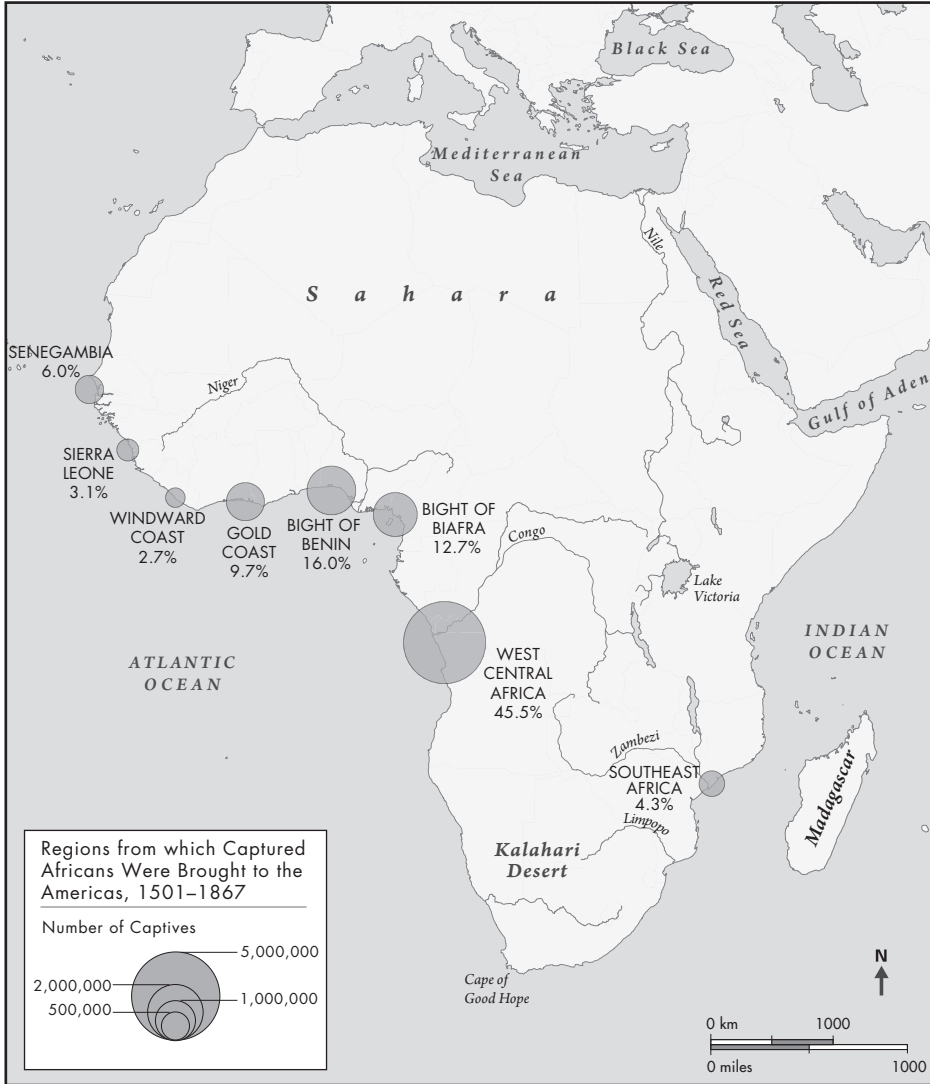 Black Sea
Mediterranean
Sea
Nile
Red Sea
Sahara
Gulf of Aden
SENEGAMBIA
6.0%
Niger
SIERRA
LEONE
3.1%
WINDWARD
COAST
2.7%
GOLD
COAST
9.7%
BIGHT OF
BENIN
16.0%
BIGHT OF
BIAFRA
12.7%
Congo
Lake
Victoria
INDIAN
OCEAN
ATLANTIC
OCEAN
WEST
CENTRAL
AFRICA
45.5%
Zambezi
SOUTHEAST
AFRICA
4.3%
Limpopo
Madagascar
Kalahari
Desert
Cape of
Good Hope
Regions from which Captured
Africans Were Brought to the
Americas, 1501–1867
Number of Captives
5,000,000
2,000,000
1,000,000
500,000
N
0 km 1000
0 miles 1000